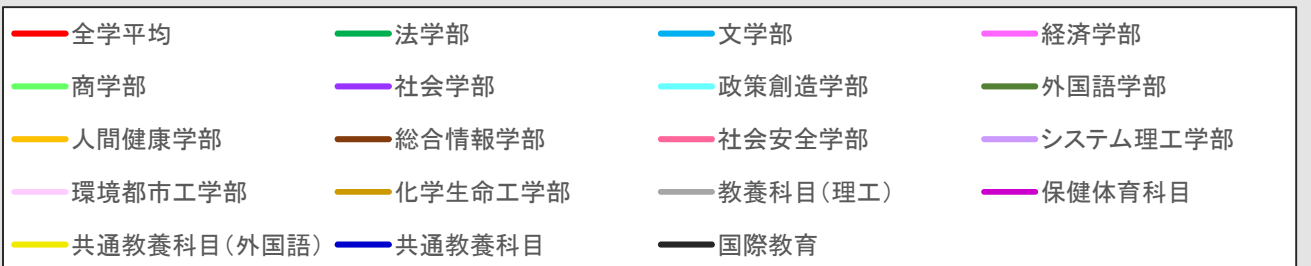 全学平均 法学部 文学部 経済学部
商学部 社会学部 政策創造学部 外国語学部
人間健康学部 総合情報学部 社会安全学部 システム理工学部
環境都市工学部 化学生命工学部 教養科目(理工) 保健体育科目
共通教養科目(外国語) 共通教養科目 国際教育